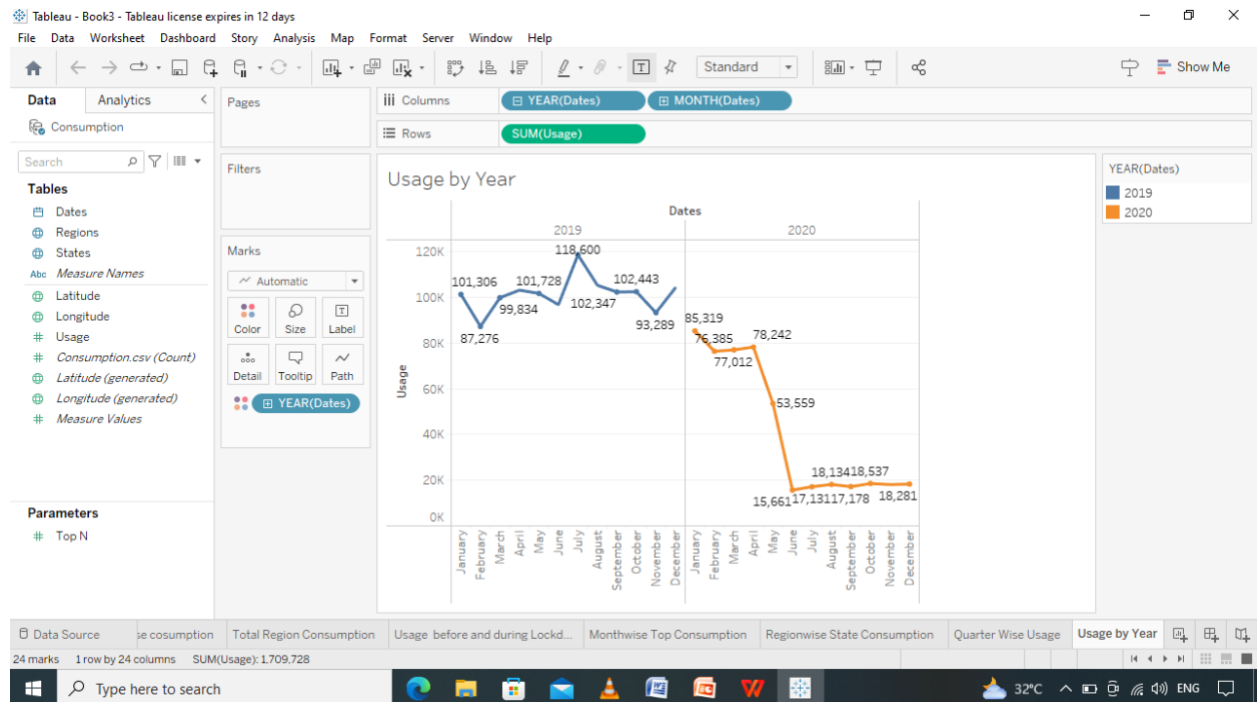 Tableau - Book3 - Tableau license expires in 12 days
File Data Worksheet Dashboard Story Analysis Map Format Server Window Help
Standard
Show Me
Data Analytics
Consumption
Search
Tables
Dates
Regions
States
Abc Measure Names
Latitude
Longitude
# Usage
# Consumption.csv (Count)
Latitude (generated)
Longitude (generated)
# Measure Values
Parameters
# Top N
Pages
Filters
Marks
Automatic
Color Size Label
Detail Tooltip Path
YEAR(Dates)
Columns YEAR(Dates) MONTH(Dates)
Rows SUM(Usage)
Usage by Year
Dates
2019 2020
Usage
120K
100K
80K
60K
40K
20K
0K
101,306
87,276
99,834
101,728
118,600
102,347
102,443
93,289
85,319
76,385
77,012
78,242
53,559
15,661
17,131
18,134
17,178
18,537
18,281
January February March April May June July August September October November December
January February March April May June July August September October November December
YEAR(Dates)
2019
2020
Data Source se cosumption Total Region Consumption Usage before and during Lockd... Monthwise Top Consumption Regionwise State Consumption Quarter Wise Usage Usage by Year
24 marks 1 row by 24 columns SUM(Usage): 1,709,728
Type here to search
32°C ENG